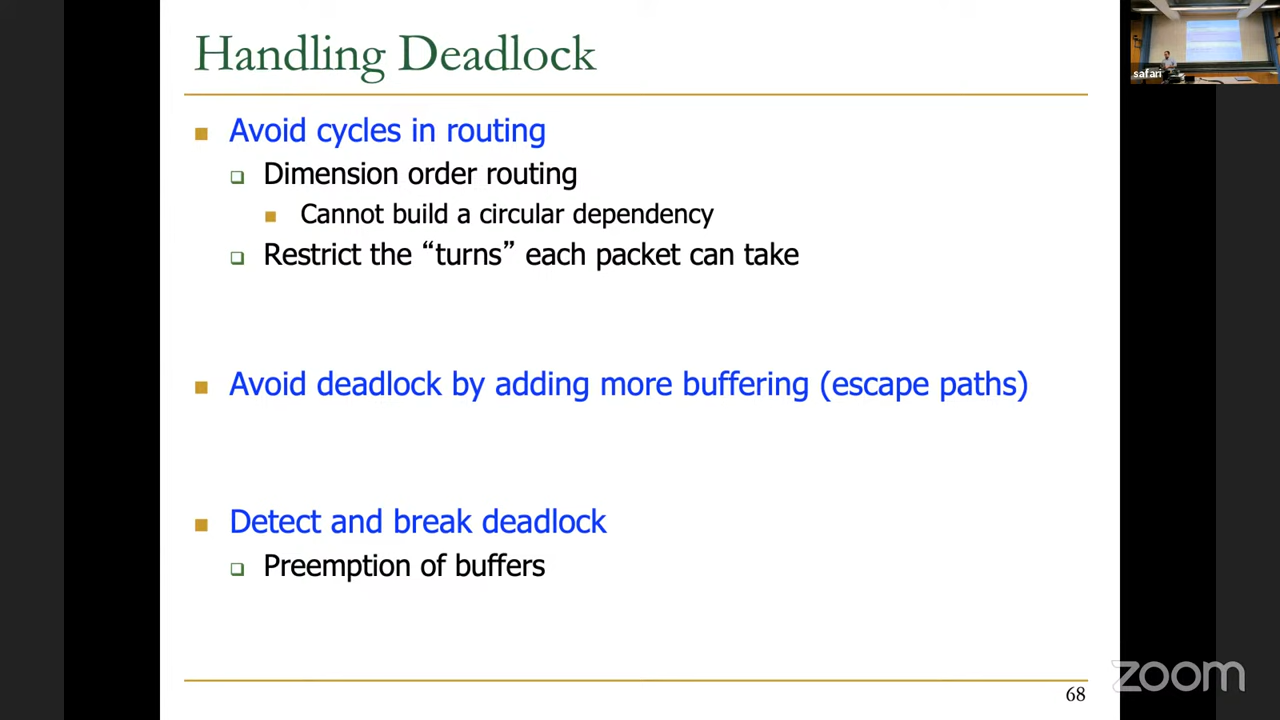 Handling Deadlock
Avoid cycles in routing
Dimension order routing
Cannot build a circular dependency
Restrict the “turns” each packet can take
Avoid deadlock by adding more buffering (escape paths)
Detect and break deadlock
Preemption of buffers
68
safari
zoom